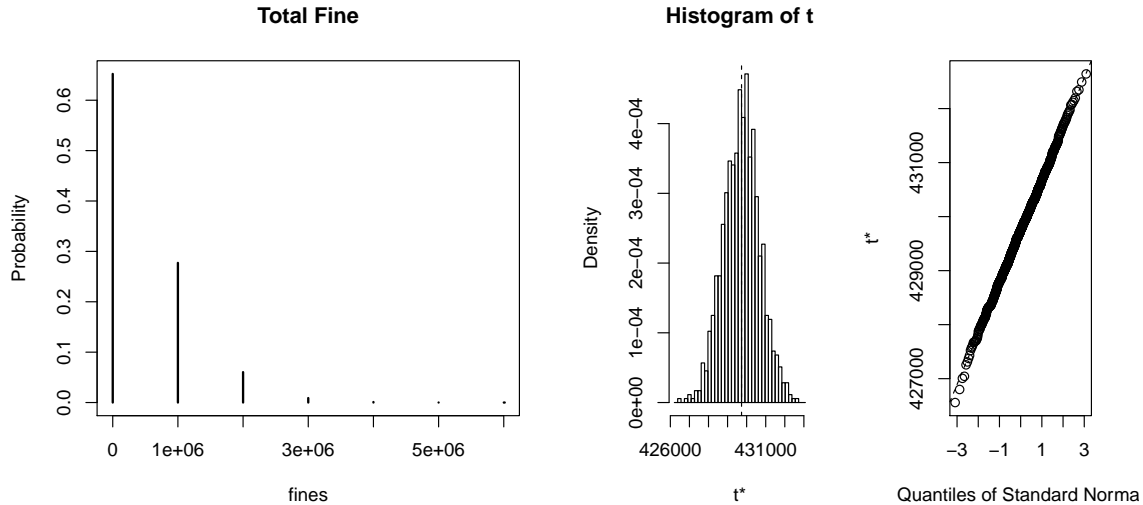 Total Fine
Probability
0.0
0.1
0.2
0.3
0.4
0.5
0.6
0
1e+06
3e+06
5e+06
fines
Histogram of t
Density
0e+00
1e−04
2e−04
3e−04
4e−04
426000
431000
t*
t*
427000
429000
431000
−3
−1
1
3
Quantiles of Standard Norma